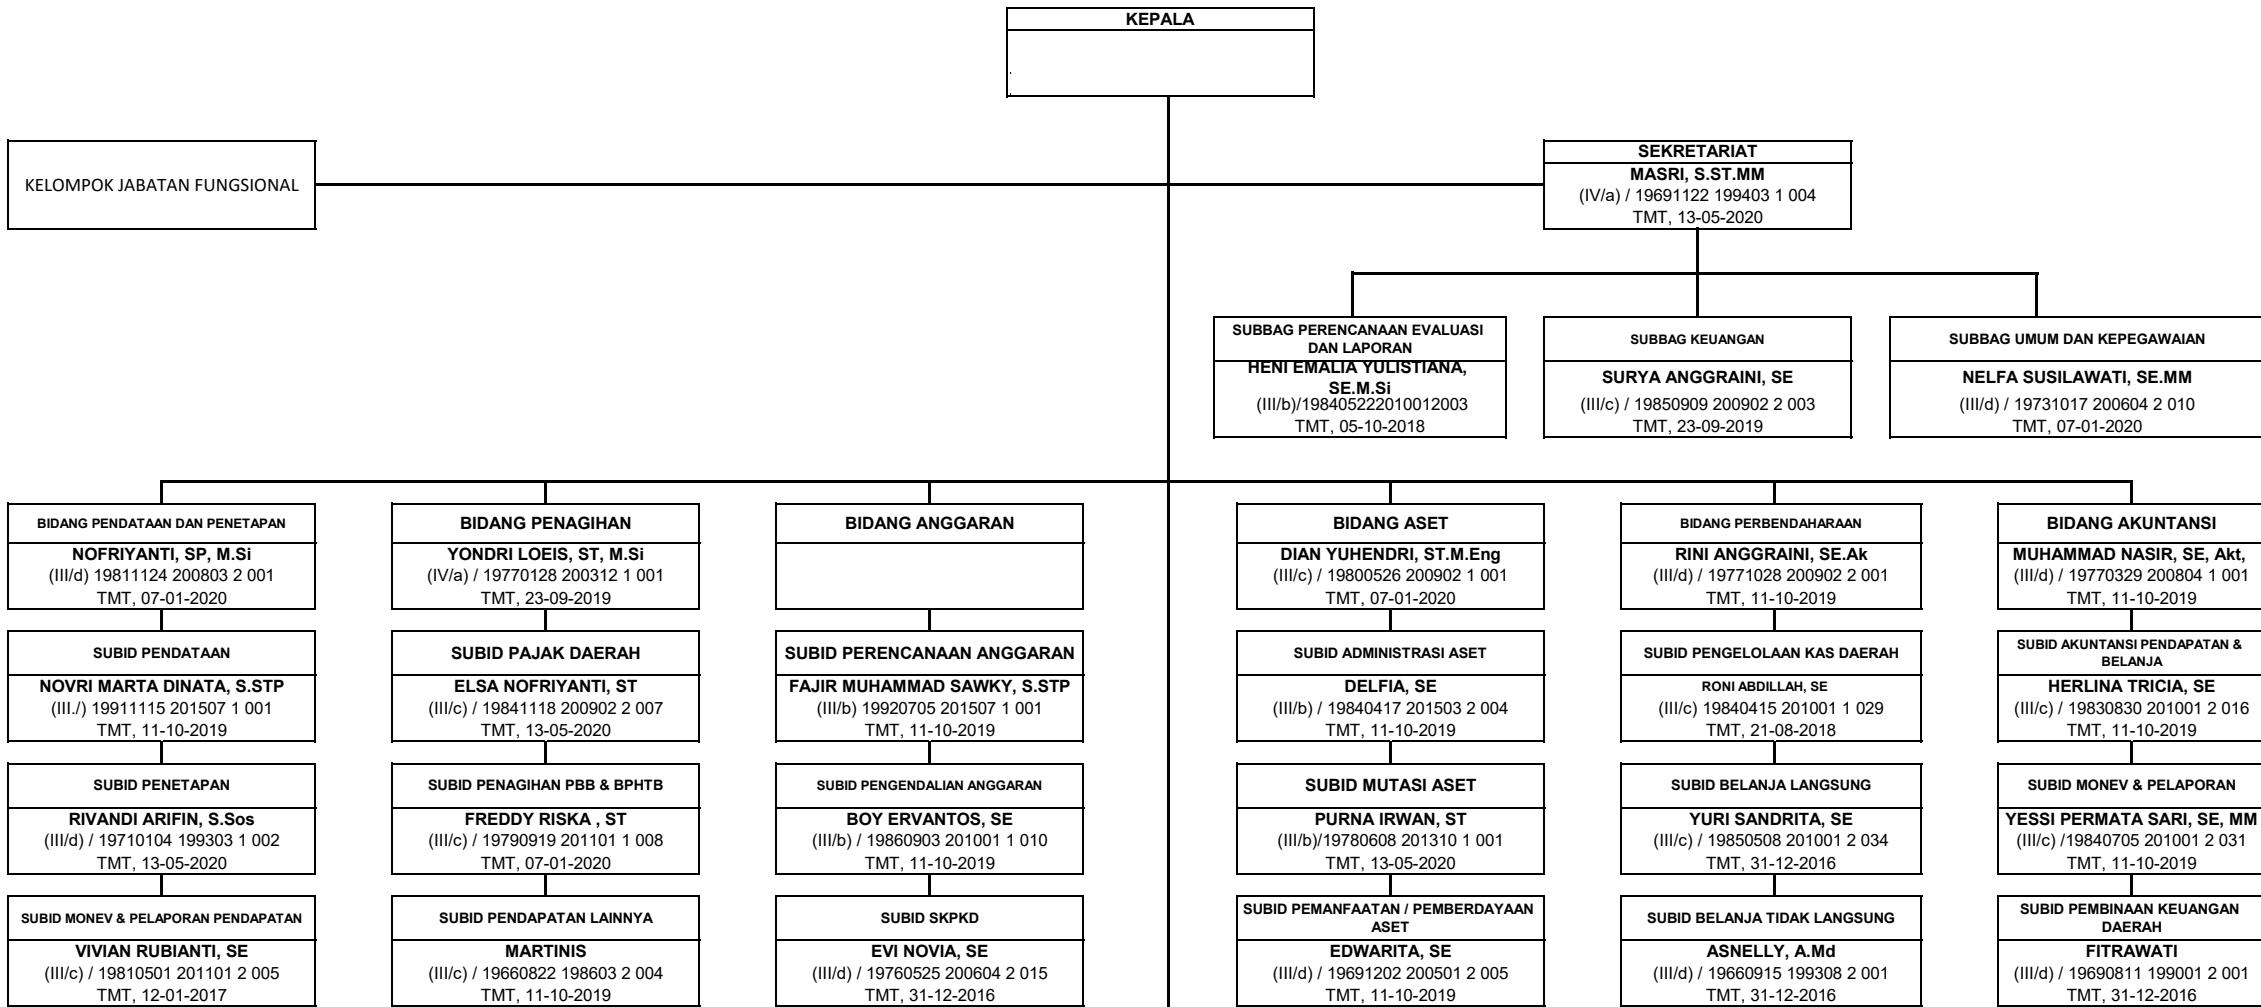 KEPALA
KELOMPOK JABATAN FUNGSIONAL
SEKRETARIAT
MASRI, S.ST.MM
(IV/a) / 19691122 199403 1 004
TMT, 13-05-2020
SUBBAG PERENCANAAN EVALUASI
DAN LAPORAN
HENI EMALIA YULISTIANA,
SE.M.Si
(III/b)/198405222010012003
TMT, 05-10-2018
SUBBAG KEUANGAN
SURYA ANGGRAINI, SE
(III/c) / 19850909 200902 2 003
TMT, 23-09-2019
SUBBAG UMUM DAN KEPEGAWAIAN
NELFA SUSILAWATI, SE.MM
(III/d) / 19731017 200604 2 010
TMT, 07-01-2020
BIDANG PENDATAAN DAN PENETAPAN
NOFRIYANTI, SP, M.Si
(III/d) 19811124 200803 2 001
TMT, 07-01-2020
SUBID PENDATAAN
NOVRI MARTA DINATA, S.STP
(III./) 19911115 201507 1 001
TMT, 11-10-2019
SUBID PENETAPAN
RIVANDI ARIFIN, S.Sos
(III/d) / 19710104 199303 1 002
TMT, 13-05-2020
SUBID MONEV & PELAPORAN PENDAPATAN
VIVIAN RUBIANTI, SE
(III/c) / 19810501 201101 2 005
TMT, 12-01-2017
BIDANG PENAGIHAN
YONDRI LOEIS, ST, M.Si
(IV/a) / 19770128 200312 1 001
TMT, 23-09-2019
SUBID PAJAK DAERAH
ELSA NOFRIYANTI, ST
(III/c) / 19841118 200902 2 007
TMT, 13-05-2020
SUBID PENAGIHAN PBB & BPHTB
FREDDY RISKA , ST
(III/c) / 19790919 201101 1 008
TMT, 07-01-2020
SUBID PENDAPATAN LAINNYA
MARTINIS
(III/c) / 19660822 198603 2 004
TMT, 11-10-2019
BIDANG ANGGARAN
SUBID PERENCANAAN ANGGARAN
FAJIR MUHAMMAD SAWKY, S.STP
(III/b) 19920705 201507 1 001
TMT, 11-10-2019
SUBID PENGENDALIAN ANGGARAN
BOY ERVANTOS, SE
(III/b) / 19860903 201001 1 010
TMT, 11-10-2019
SUBID SKPKD
EVI NOVIA, SE
(III/d) / 19760525 200604 2 015
TMT, 31-12-2016
BIDANG ASET
DIAN YUHENDRI, ST.M.Eng
(III/c) / 19800526 200902 1 001
TMT, 07-01-2020
SUBID ADMINISTRASI ASET
DELFIA, SE
(III/b) / 19840417 201503 2 004
TMT, 11-10-2019
SUBID MUTASI ASET
PURNA IRWAN, ST
(III/b)/19780608 201310 1 001
TMT, 13-05-2020
SUBID PEMANFAATAN / PEMBERDAYAAN
ASET
EDWARITA, SE
(III/d) / 19691202 200501 2 005
TMT, 11-10-2019
BIDANG PERBENDAHARAAN
RINI ANGGRAINI, SE.Ak
(III/d) / 19771028 200902 2 001
TMT, 11-10-2019
SUBID PENGELOLAAN KAS DAERAH
RONI ABDILLAH, SE
(III/c) 19840415 201001 1 029
TMT, 21-08-2018
SUBID BELANJA LANGSUNG
YURI SANDRITA, SE
(III/c) / 19850508 201001 2 034
TMT, 31-12-2016
SUBID BELANJA TIDAK LANGSUNG
ASNELLY, A.Md
(III/d) / 19660915 199308 2 001
TMT, 31-12-2016
BIDANG AKUNTANSI
MUHAMMAD NASIR, SE, Akt,
(III/d) / 19770329 200804 1 001
TMT, 11-10-2019
SUBID AKUNTANSI PENDAPATAN &
BELANJA
HERLINA TRICIA, SE
(III/c) / 19830830 201001 2 016
TMT, 11-10-2019
SUBID MONEV & PELAPORAN
YESSI PERMATA SARI, SE, MM
(III/c) /19840705 201001 2 031
TMT, 11-10-2019
SUBID PEMBINAAN KEUANGAN
DAERAH
FITRAWATI
(III/d) / 19690811 199001 2 001
TMT, 31-12-2016